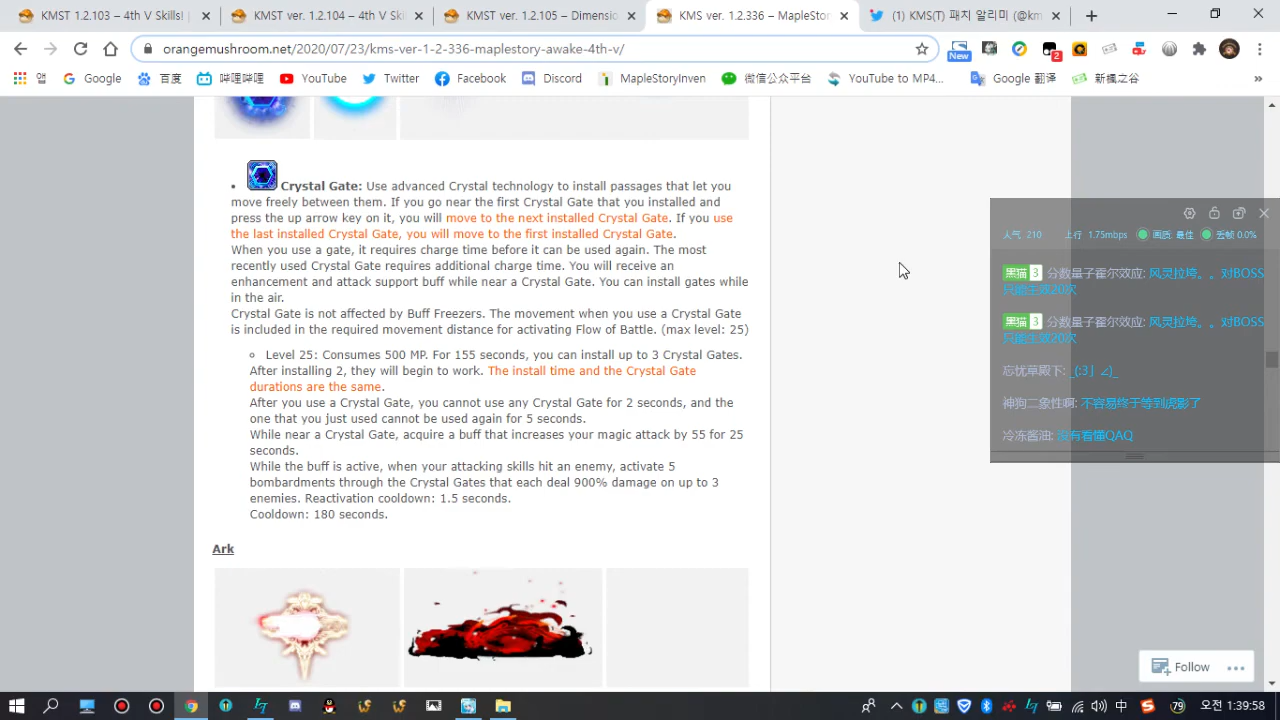 KMST 1.2.103 – 4th V Skills! |
KMST ver. 1.2.104 – 4th V Ski
KMST ver. 1.2.105 – Dimensio
KMS ver. 1.2.336 – MapleStor
(1) KMS(T) 패치 알리미 (@km
orangemushroom.net/2020/07/23/kms-ver-1-2-336-maplestory-awake-4th-v/
New
2
앱
Google
百度
哔哩哔哩
YouTube
Twitter
Facebook
Discord
MapleStoryInven
微信公众平台
YouTube to MP4...
Google 翻译
新楓之谷
»
• Crystal Gate: Use advanced Crystal technology to install passages that let you
move freely between them. If you go near the first Crystal Gate that you installed and
press the up arrow key on it, you will move to the next installed Crystal Gate. If you use
the last installed Crystal Gate, you will move to the first installed Crystal Gate.
When you use a gate, it requires charge time before it can be used again. The most
recently used Crystal Gate requires additional charge time. You will receive an
enhancement and attack support buff while near a Crystal Gate. You can install gates while
in the air.
Crystal Gate is not affected by Buff Freezers. The movement when you use a Crystal Gate
is included in the required movement distance for activating Flow of Battle. (max level: 25)
Level 25: Consumes 500 MP. For 155 seconds, you can install up to 3 Crystal Gates.
After installing 2, they will begin to work. The install time and the Crystal Gate
durations are the same.
After you use a Crystal Gate, you cannot use any Crystal Gate for 2 seconds, and the
one that you just used cannot be used again for 5 seconds.
While near a Crystal Gate, acquire a buff that increases your magic attack by 55 for 25
seconds.
While the buff is active, when your attacking skills hit an enemy, activate 5
bombardments through the Crystal Gates that each deal 900% damage on up to 3
enemies. Reactivation cooldown: 1.5 seconds.
Cooldown: 180 seconds.
Ark
人气 210 上行 1.75mbps 画质: 最佳 丢帧 0.0%
黑猫 3 分数量子霍尔效应: 风灵拉垮。。对BOSS
只能生效20次
黑猫 3 分数量子霍尔效应: 风灵拉垮。。对BOSS
只能生效20次
忘忧草殿下: _(:3」∠)_
神狗二象性啊: 不容易终于等到虎影了
冷冻酱油: 没有看懂QAQ
Follow
中
79
오전 1:39:58